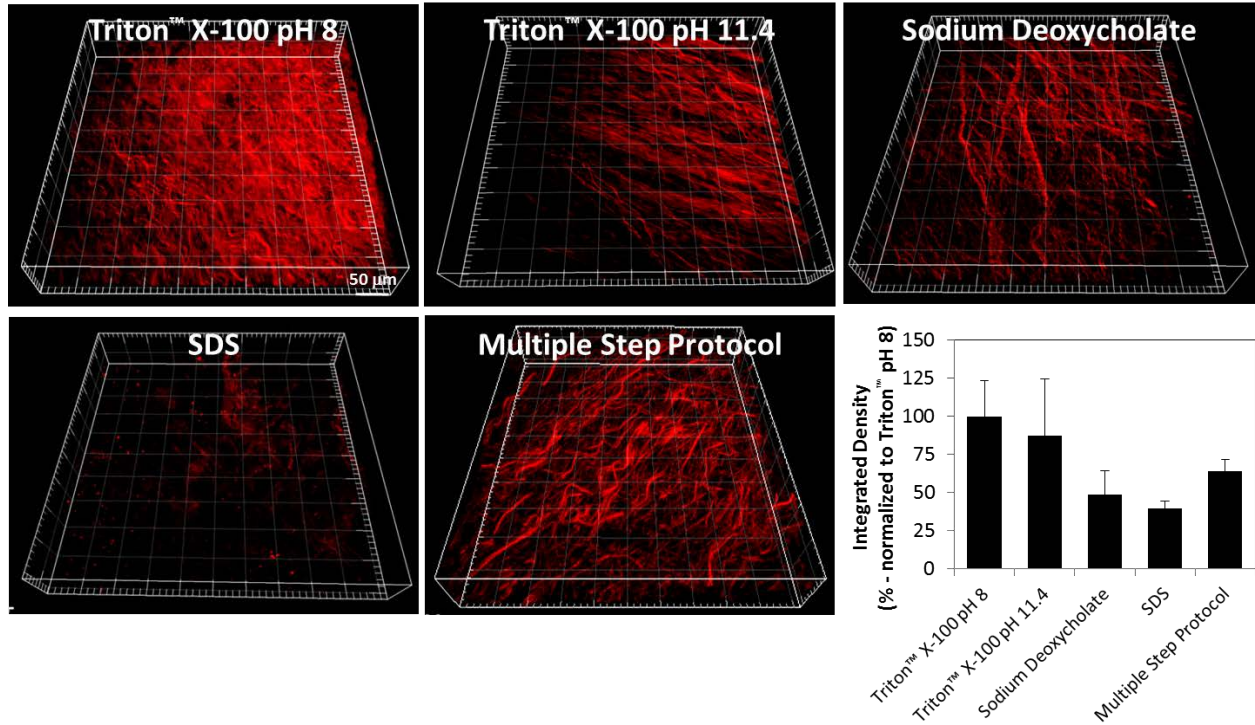 Triton™ X-100 pH 8
Triton™ X-100 pH 11.4
Sodium Deoxycholate
50 µm
SDS
Multiple Step Protocol
Integrated Density
(% - normalized to Triton™ pH 8)
150
125
100
75
50
25
0
Triton™ X-100 pH 8
Triton™ X-100 pH 11.4
Sodium Deoxycholate
SDS
Multiple Step Protocol